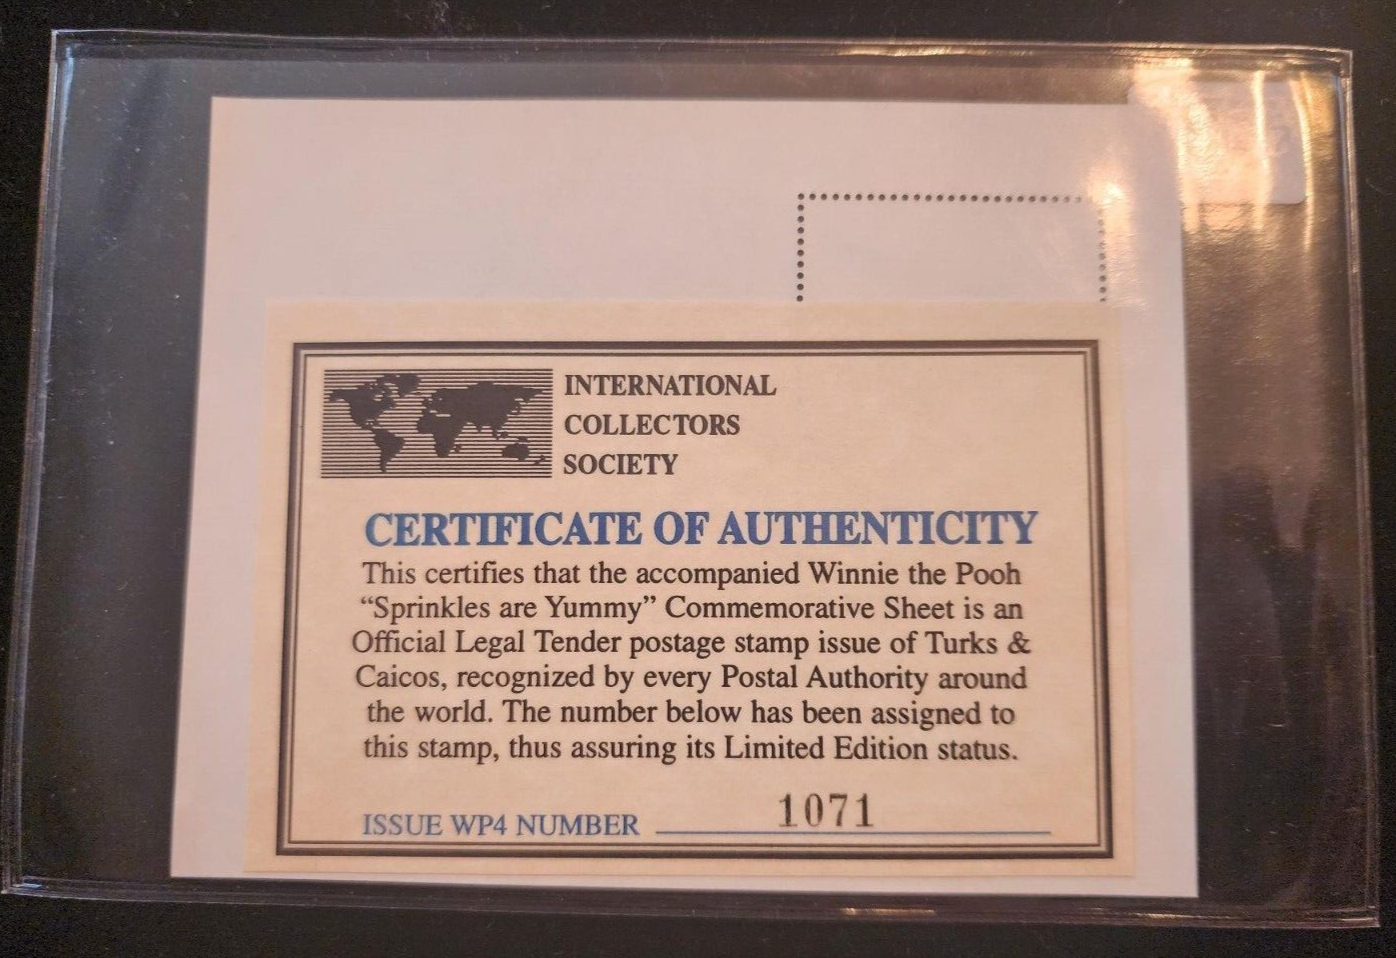 INTERNATIONAL
COLLECTORS
SOCIETY
CERTIFICATE OF AUTHENTICITY
This certifies that the accompanied Winnie the Pooh
“Sprinkles are Yummy” Commemorative Sheet is an
Official Legal Tender postage stamp issue of Turks &
Caicos, recognized by every Postal Authority around
the world. The number below has been assigned to
this stamp, thus assuring its Limited Edition status.
ISSUE WP4 NUMBER 1071